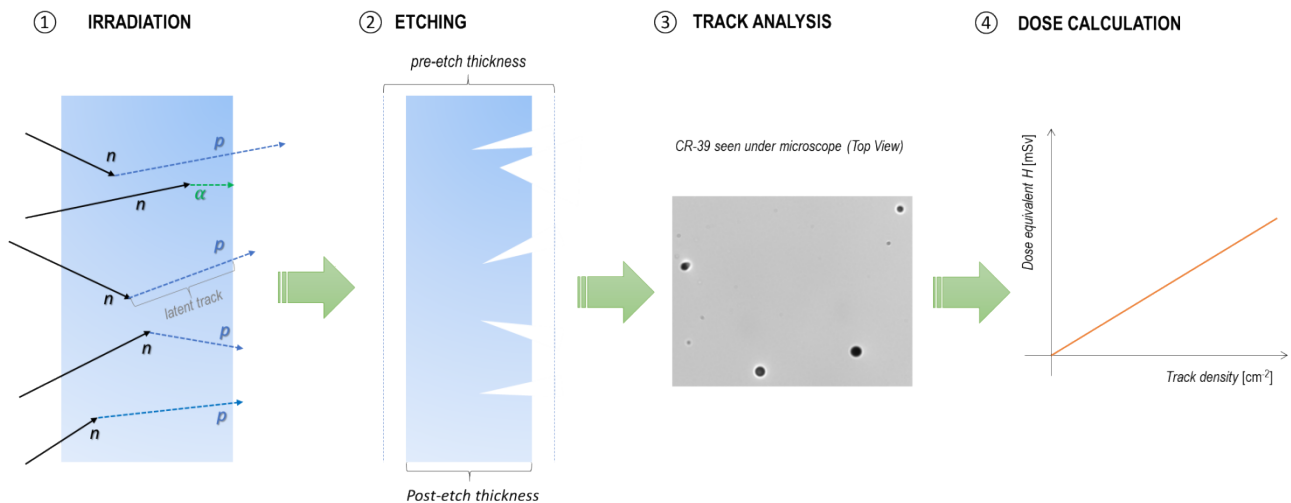 ① IRRADIATION
n
p
n
α
n
p
latent track
n
p
n
p
② ETCHING
pre-etch thickness
Post-etch thickness
③ TRACK ANALYSIS
CR-39 seen under microscope (Top View)
④ DOSE CALCULATION
Dose equivalent H [mSv]
Track density [cm⁻²]